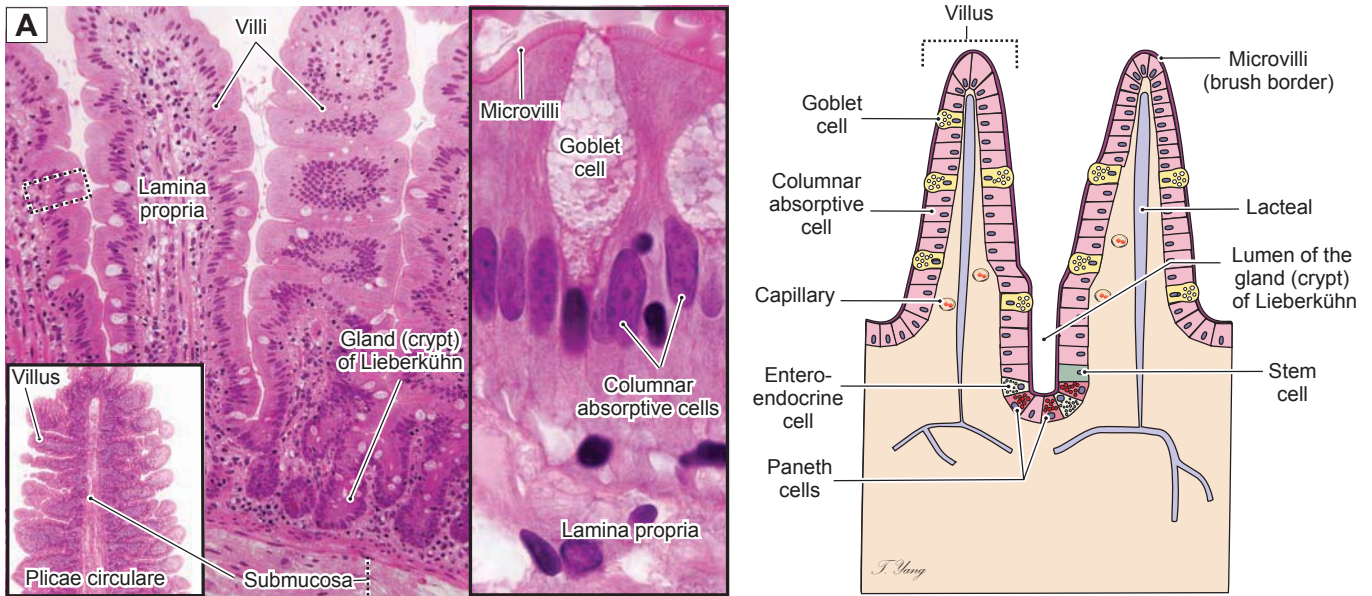 A
Villi
Lamina
propria
Gland (crypt)
of Lieberkühn
Villus
Plicae circulare
Submucosa
Microvilli
Goblet
cell
Columnar
absorptive cells
Lamina propria
Villus
Microvilli
(brush border)
Goblet
cell
Columnar
absorptive cell
Lacteal
Lumen of the
gland (crypt)
of Lieberkühn
Capillary
Entero-
endocrine
cell
Stem
cell
Paneth
cells
T. Yang